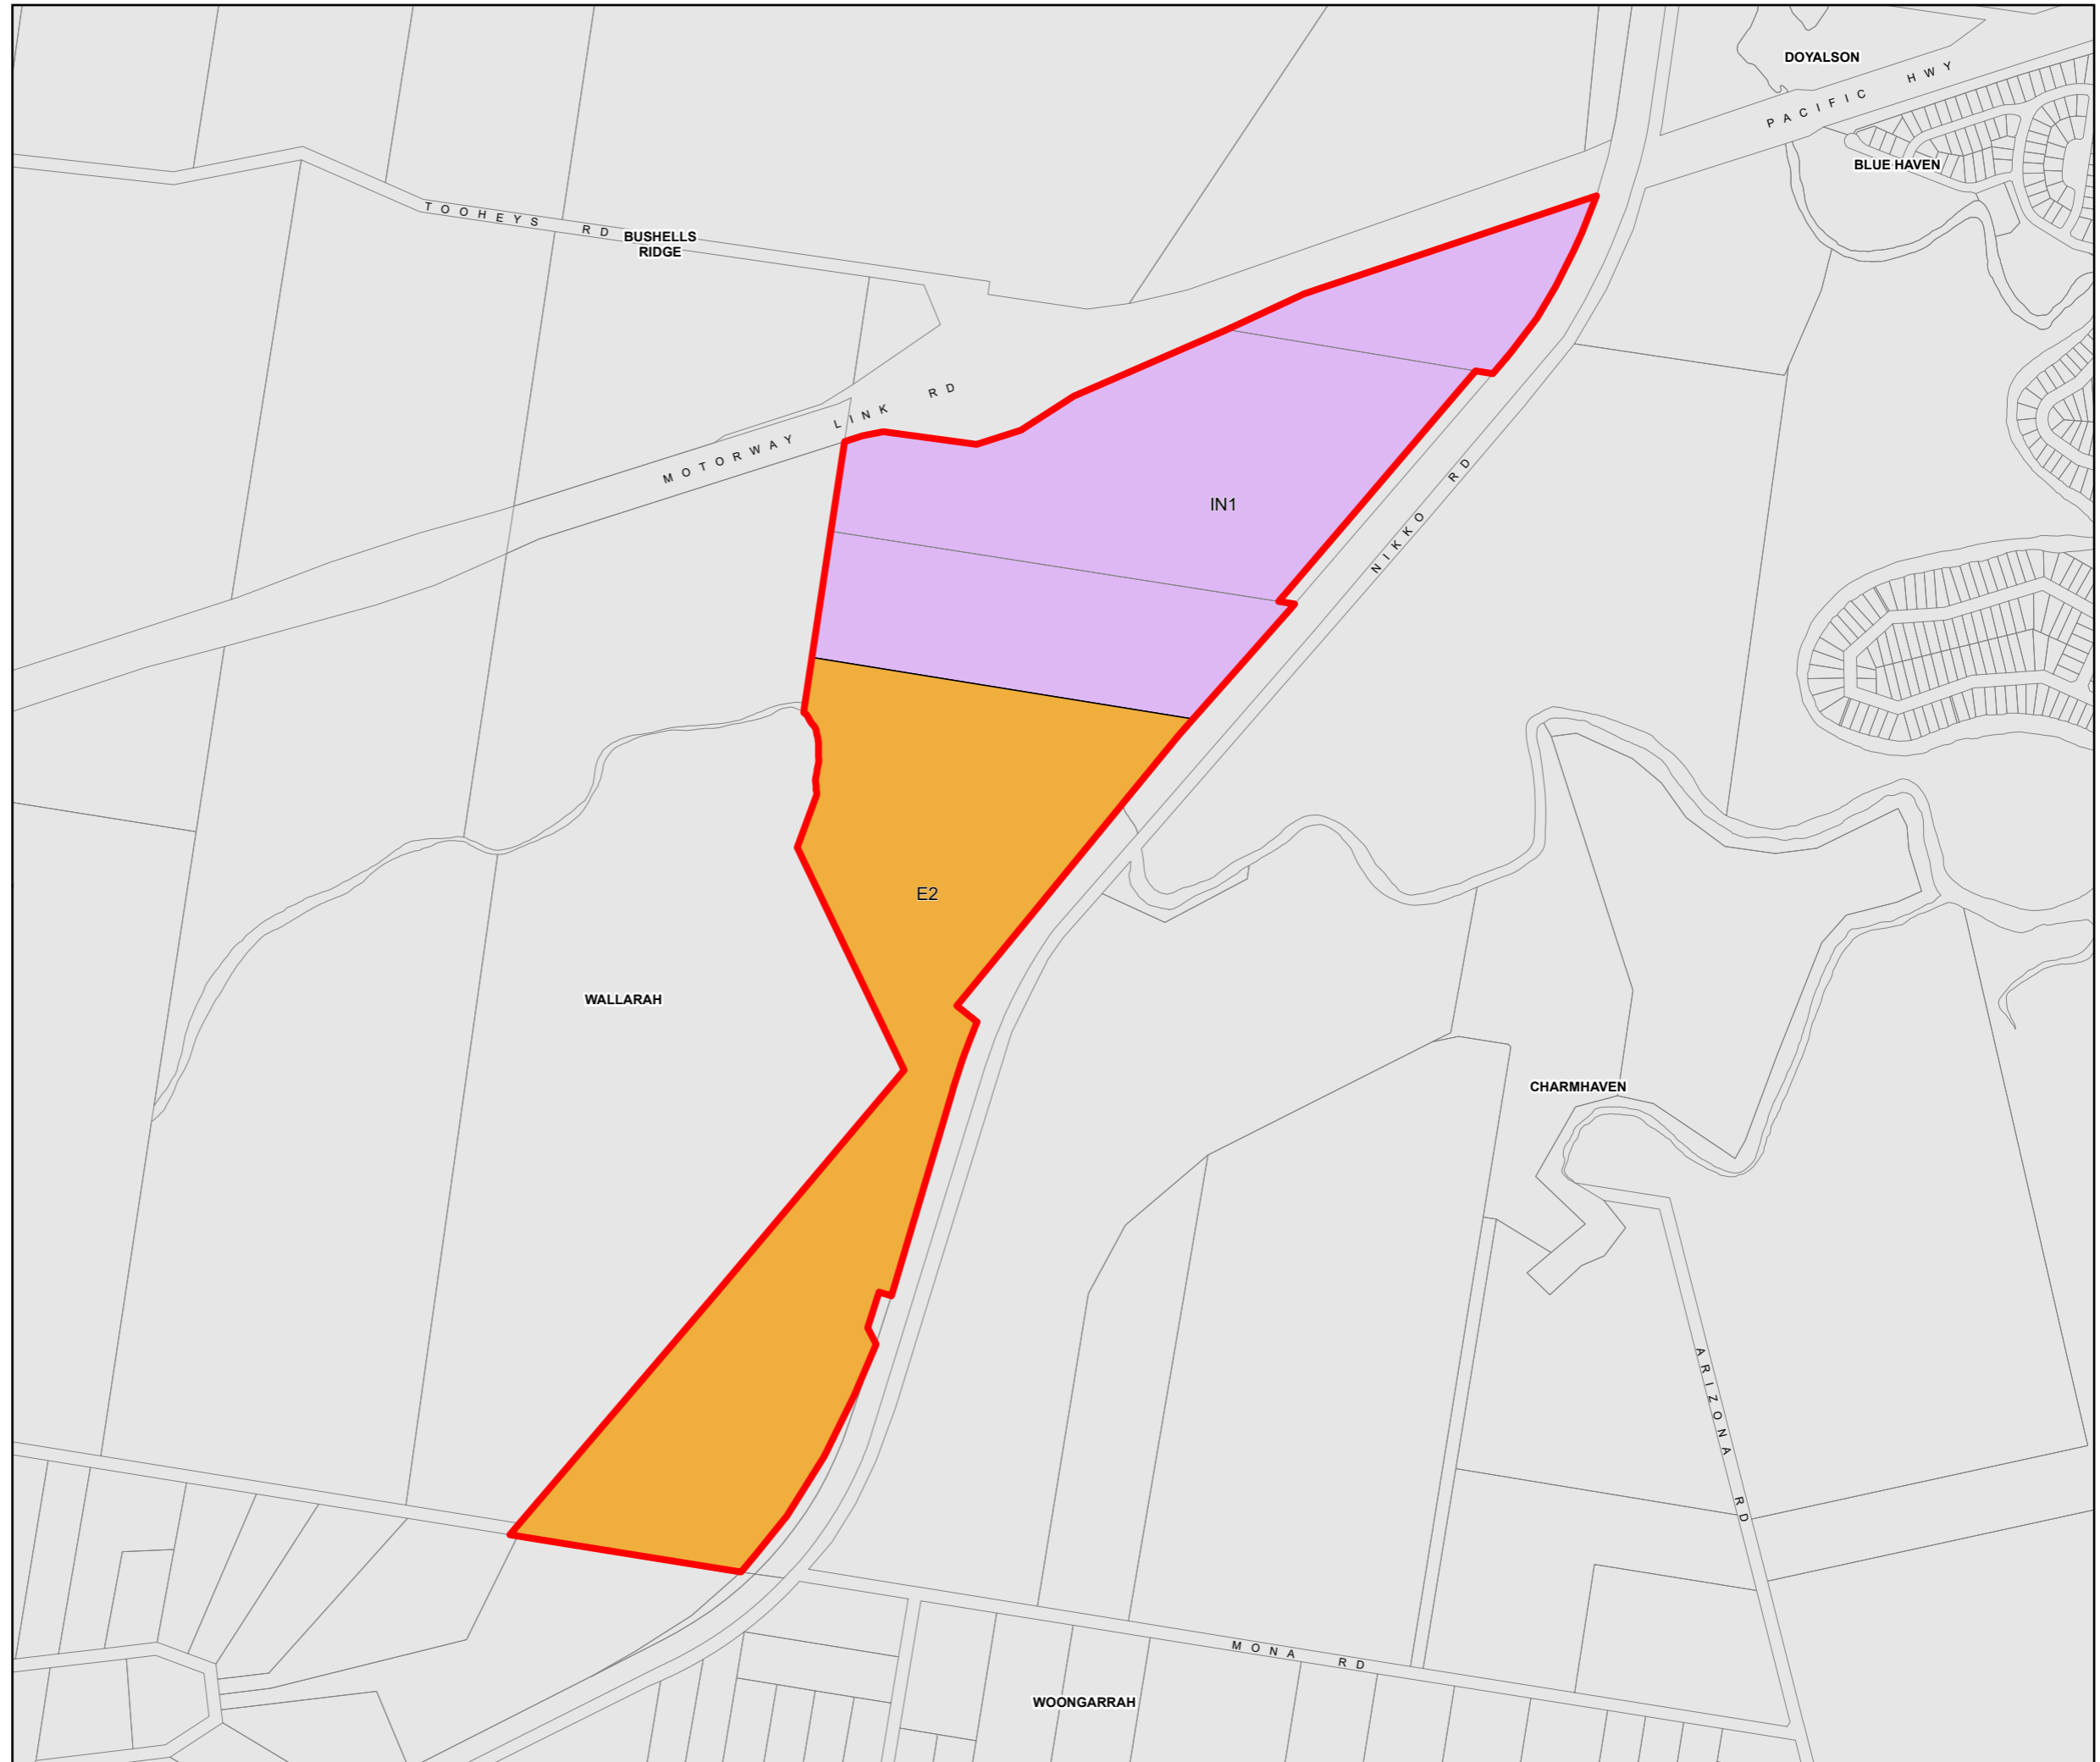 DOYALSON
PACIFIC HWY
BLUE HAVEN
TOOHEYS RD
BUSHELLS
RIDGE
MOTORWAY LINK RD
IN1
NIKKO RD
E2
WALLARAH
CHARMHAVEN
ARIZONA RD
MONA RD
WOONGARRAH